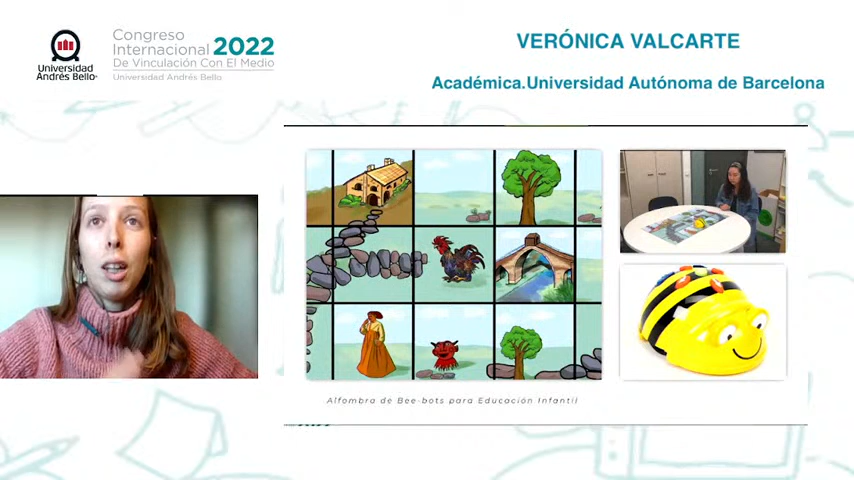 Universidad
Andrés Bello
Congreso
Internacional 2022
De Vinculación Con El Medio
Universidad Andrés Bello
VERÓNICA VALCARTE
Académica.Universidad Autónoma de Barcelona
Alfombra de Bee-bots para Educación Infantil